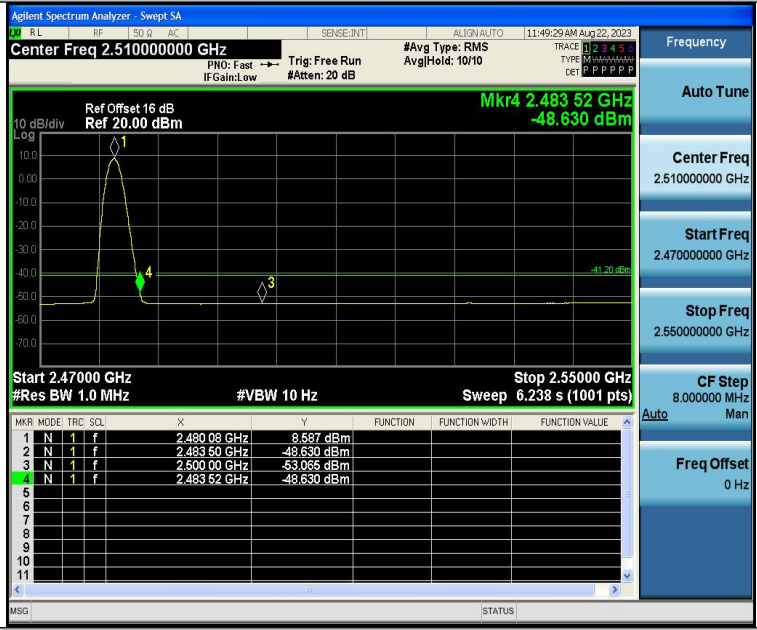 Agilent Spectrum Analyzer - Swept SA
LXI RL RF 50 Ω AC SENSE:INT ALIGNAUTO 11:49:29 AM Aug 22, 2023
Center Freq 2.510000000 GHz
PNO: Fast
IFGain:Low
Trig: Free Run
#Atten: 20 dB
#Avg Type: RMS
Avg|Hold: 10/10
TRACE 1 2 3 4 5 6
TYPE MWWWWW
DET P P P P P P
Mkr4 2.483 52 GHz
-48.630 dBm
Ref Offset 16 dB
10 dB/div Ref 20.00 dBm
Log
10.0
0.00
-10.0
-20.0
-30.0
-40.0
-50.0
-60.0
-70.0
1
4
3
-41.20 dBm
Start 2.47000 GHz Stop 2.55000 GHz
#Res BW 1.0 MHz #VBW 10 Hz Sweep 6.238 s (1001 pts)
MKR MODE TRC SCL X Y FUNCTION FUNCTION WIDTH FUNCTION VALUE
1 N 1 f 2.480 08 GHz 8.587 dBm
2 N 1 f 2.483 50 GHz -48.630 dBm
3 N 1 f 2.500 00 GHz -53.065 dBm
4 N 1 f 2.483 52 GHz -48.630 dBm
5
6
7
8
9
10
11
MSG STATUS
Frequency
Auto Tune
Center Freq
2.510000000 GHz
Start Freq
2.470000000 GHz
Stop Freq
2.550000000 GHz
CF Step
8.000000 MHz
Auto Man
Freq Offset
0 Hz